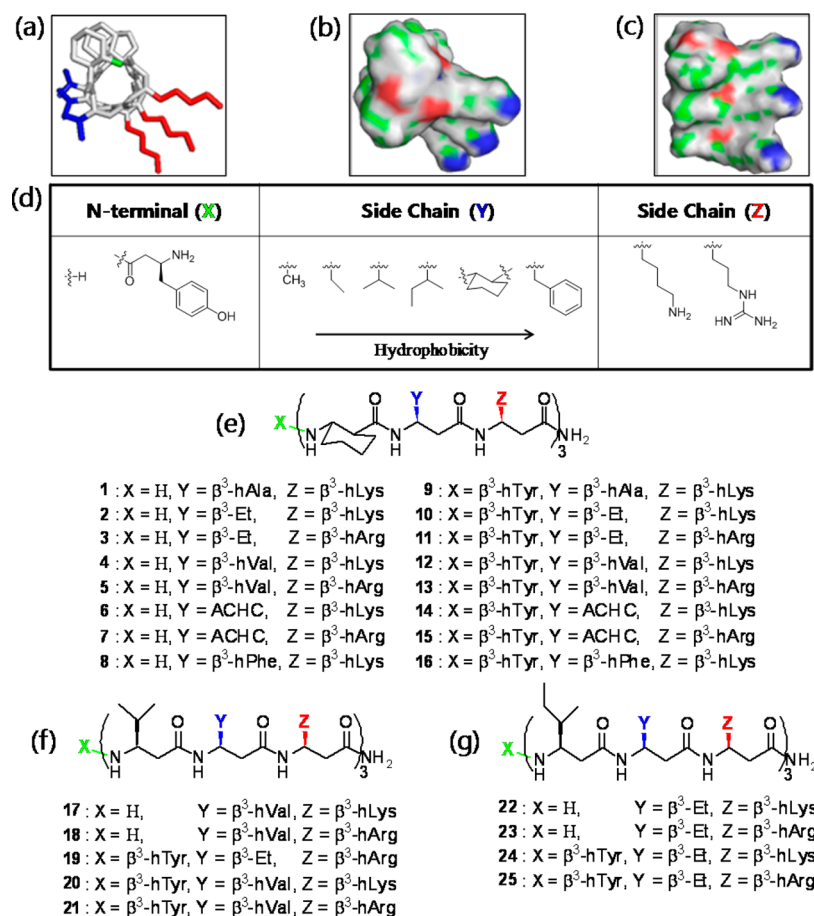 (a) (b) (c)
(d)
N-terminal (X) Side Chain (Y) Side Chain (Z)
H
NH₂
O
OH
CH₃
NH₂
NH
HN NH₂
Hydrophobicity
(e)
X N H O N H Y O N H Z O 3 NH₂
1 : X = H, Y = β³-hAla, Z = β³-hLys
2 : X = H, Y = β³-Et, Z = β³-hLys
3 : X = H, Y = β³-Et, Z = β³-hArg
4 : X = H, Y = β³-hVal, Z = β³-hLys
5 : X = H, Y = β³-hVal, Z = β³-hArg
6 : X = H, Y = ACHC, Z = β³-hLys
7 : X = H, Y = ACHC, Z = β³-hArg
8 : X = H, Y = β³-hPhe, Z = β³-hLys
9 : X = β³-hTyr, Y = β³-hAla, Z = β³-hLys
10 : X = β³-hTyr, Y = β³-Et, Z = β³-hLys
11 : X = β³-hTyr, Y = β³-Et, Z = β³-hArg
12 : X = β³-hTyr, Y = β³-hVal, Z = β³-hLys
13 : X = β³-hTyr, Y = β³-hVal, Z = β³-hArg
14 : X = β³-hTyr, Y = ACHC, Z = β³-hLys
15 : X = β³-hTyr, Y = ACHC, Z = β³-hArg
16 : X = β³-hTyr, Y = β³-hPhe, Z = β³-hLys
(f)
X N H O N H Y O N H Z O 3 NH₂
17 : X = H, Y = β³-hVal, Z = β³-hLys
18 : X = H, Y = β³-hVal, Z = β³-hArg
19 : X = β³-hTyr, Y = β³-Et, Z = β³-hArg
20 : X = β³-hTyr, Y = β³-hVal, Z = β³-hLys
21 : X = β³-hTyr, Y = β³-hVal, Z = β³-hArg
(g)
X N H O N H Y O N H Z O 3 NH₂
22 : X = H, Y = β³-Et, Z = β³-hLys
23 : X = H, Y = β³-Et, Z = β³-hArg
24 : X = β³-hTyr, Y = β³-Et, Z = β³-hLys
25 : X = β³-hTyr, Y = β³-Et, Z = β³-hArg